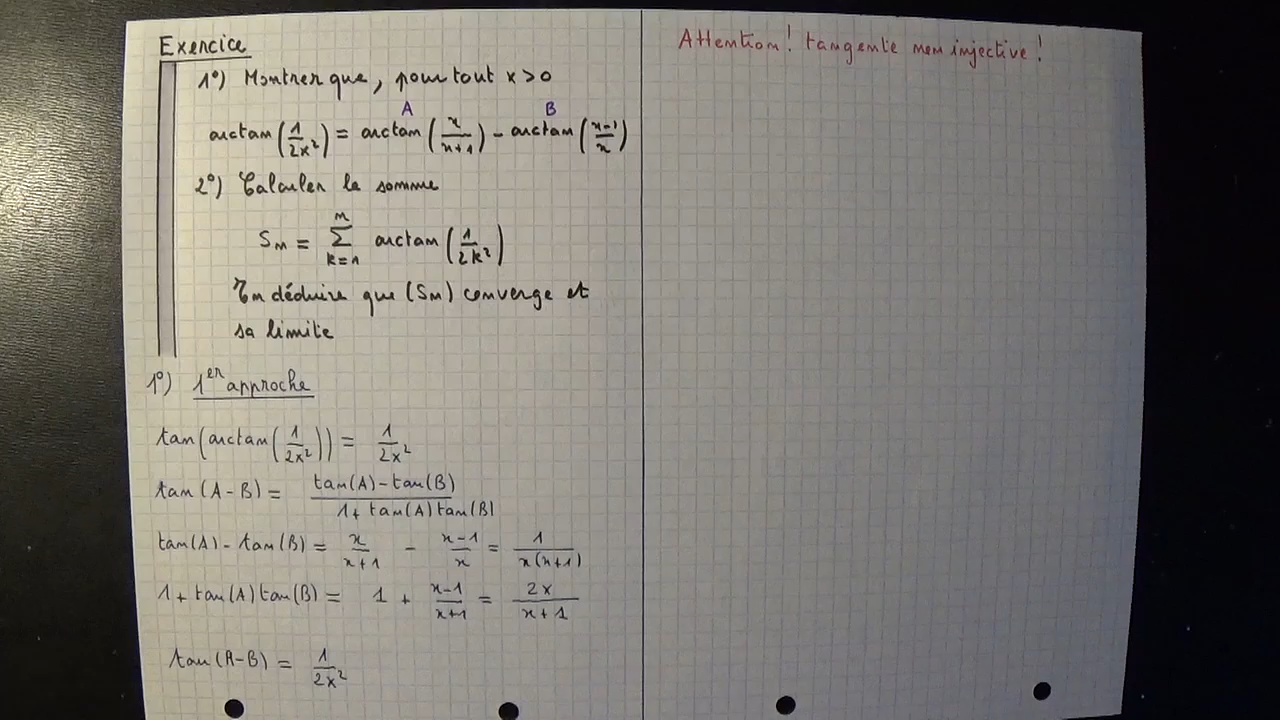 Exercice
1°) Montrer que, pour tout x > 0
A B
arctan(1/2x²) = arctan(x/x+1) - arctan(x-1/x)
2°) Calculer la somme
Sn = Σ_{k=1}^{n} arctan(1/2k²)
En déduire que (Sn) converge et
sa limite
1°) 1er approche
tan(arctan(1/2x²)) = 1/2x²
tan(A-B) = tan(A)-tan(B)/1+tan(A)tan(B)
tan(A)-tan(B) = x/x+1 - x-1/x = 1/x(x+1)
1+tan(A)tan(B) = 1 + x-1/x+1 = 2x/x+1
tan(A-B) = 1/2x²
Attention! tangente non injective!